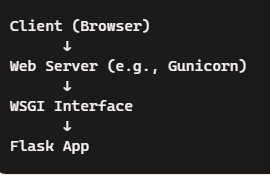 Client (Browser)
↓
Web Server (e.g., Gunicorn)
↓
WSGI Interface
↓
Flask App